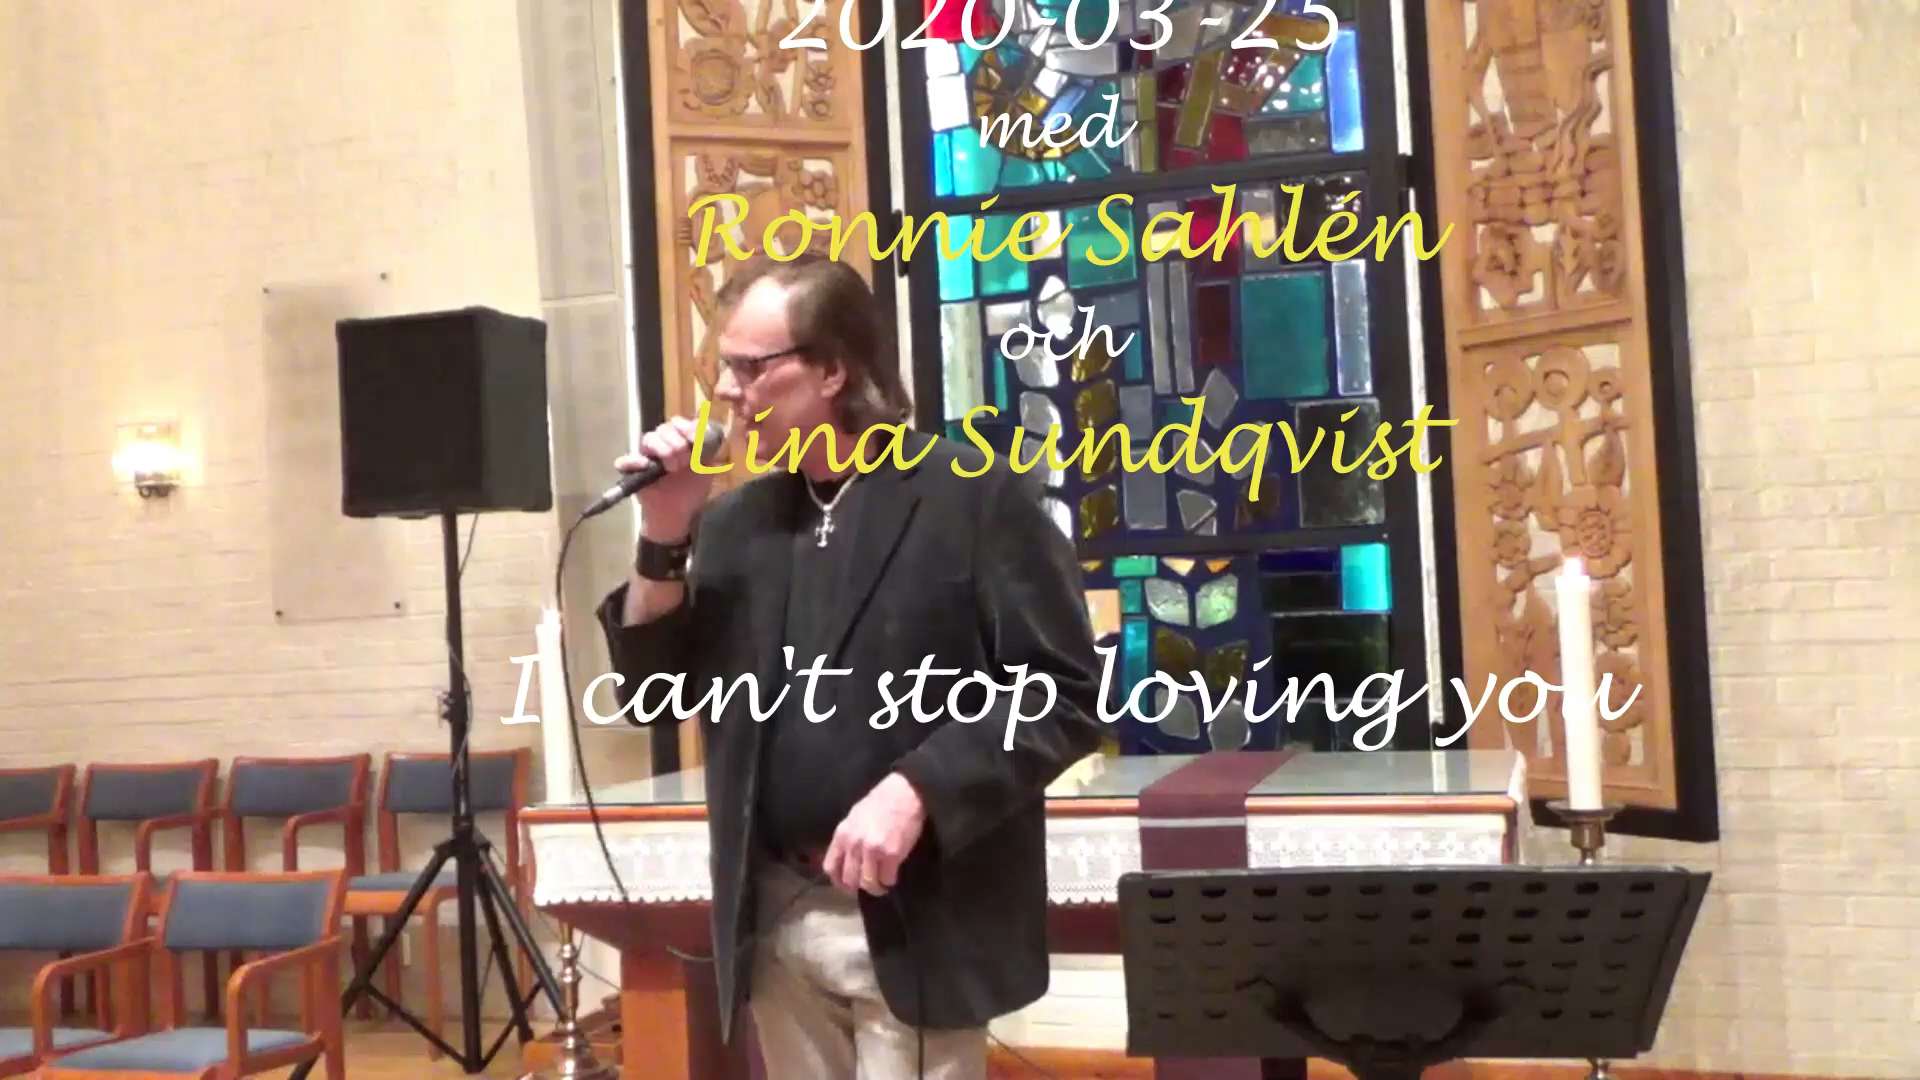 2020-03-25
med
Ronnie Sahlén
och
Lina Sundqvist
I can't stop loving you